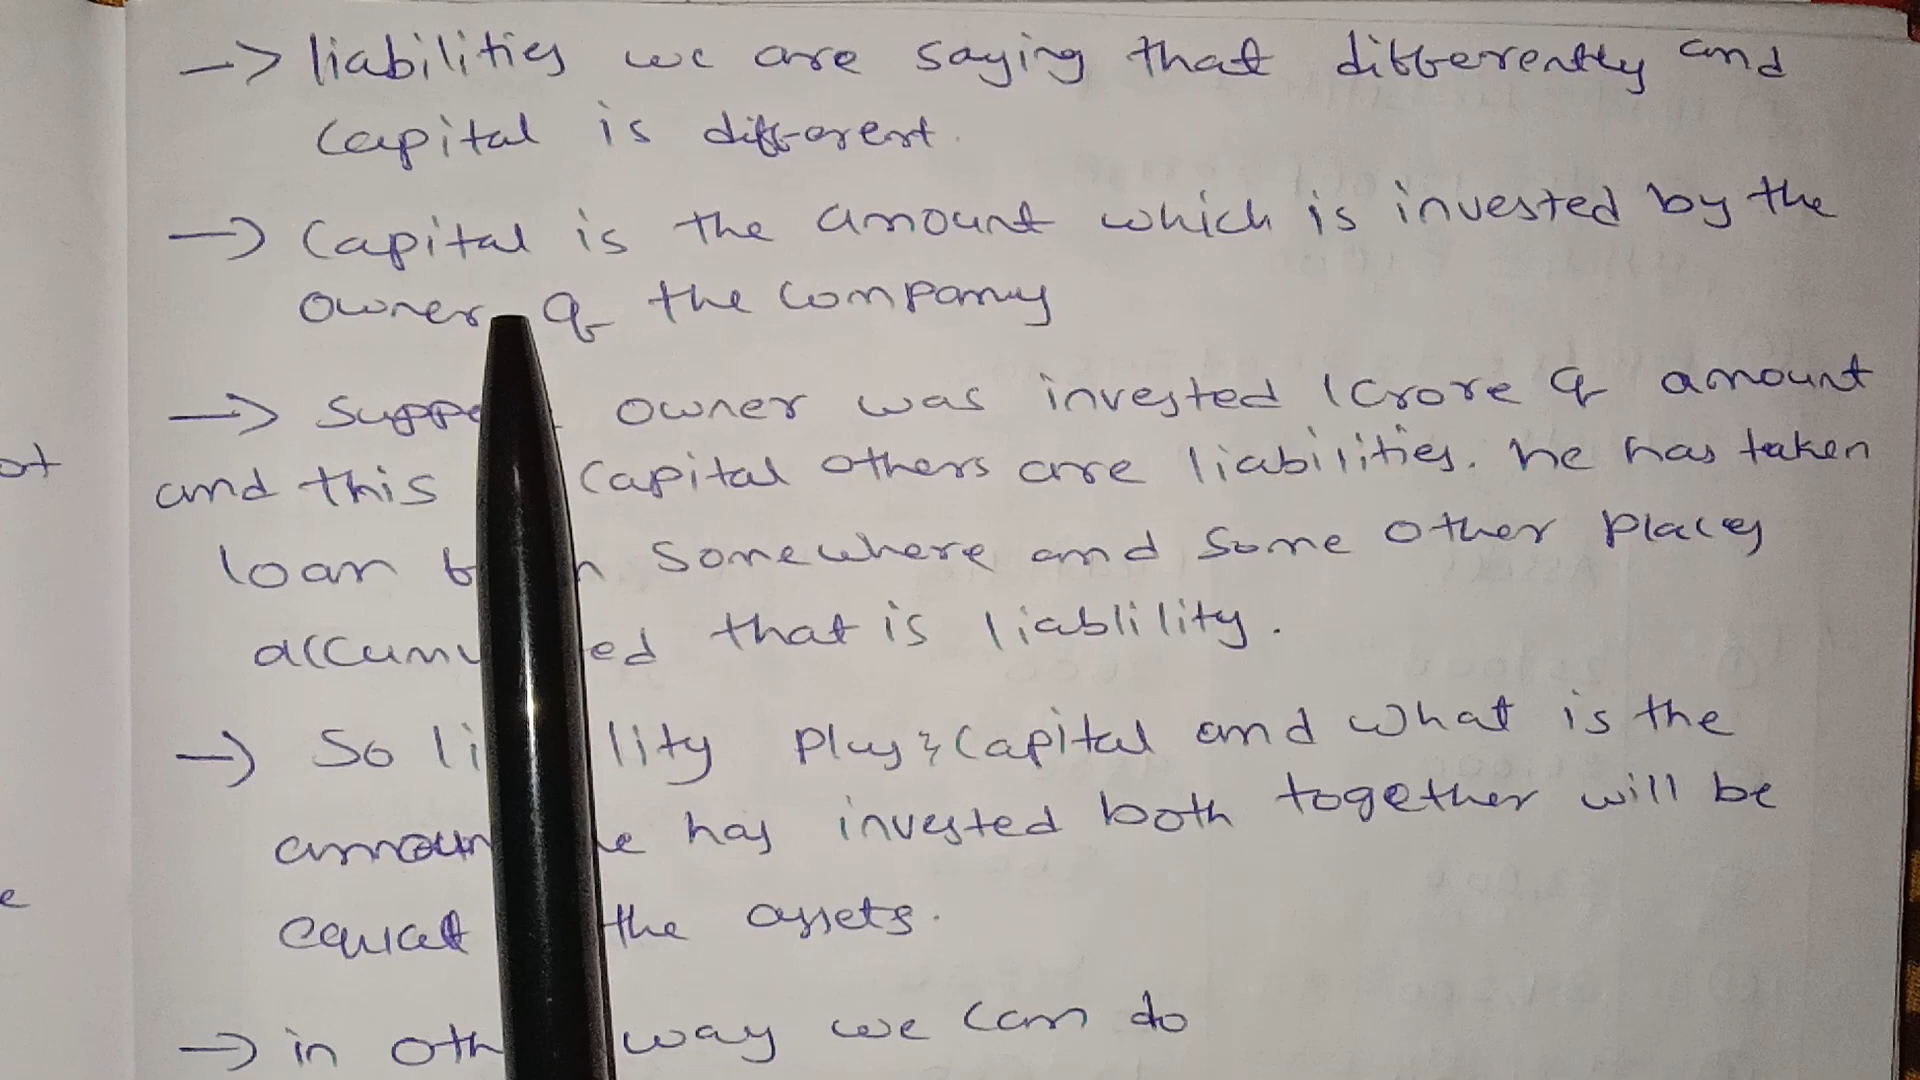 → liabilities we are saying that differently and
capital is different.
→ Capital is the amount which is invested by the
owner of the company
→ owner was invested 1 Crore of amount
and this capital others are liabilities. he has taken
loan somewhere and some other places
that is liablility.
→ So plus & Capital and what is the
has invested both together will be
the assets.
→ in way we can do